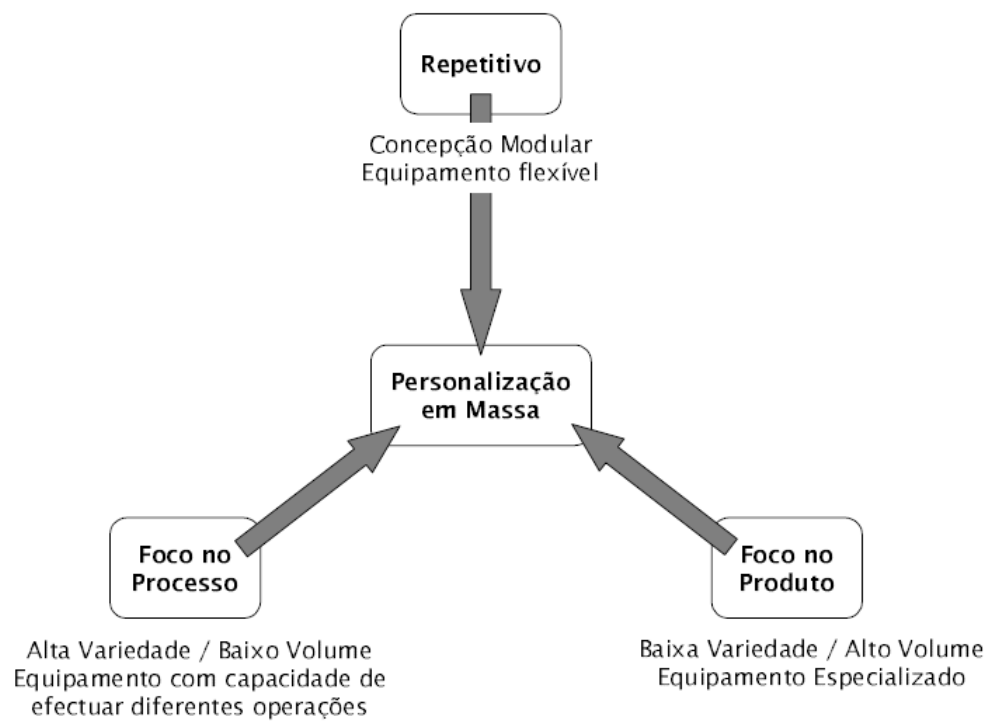 Repetitivo
Concepção Modular
Equipamento flexível
Personalização
em Massa
Foco no
Processo
Alta Variedade / Baixo Volume
Equipamento com capacidade de
efectuar diferentes operações
Foco no
Produto
Baixa Variedade / Alto Volume
Equipamento Especializado